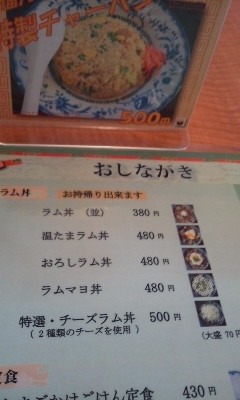 特製チャーハン
500円
おしながき
ラム丼 お持帰り出来ます
ラム丼 (並) 380円
温たまラム丼 480円
おろしラム丼 480円
ラムマヨ丼 480円
特選・チーズラム丼 500円
(2種類のチーズを使用) (大盛 70円
定食
たまごかけごはん定食 430円